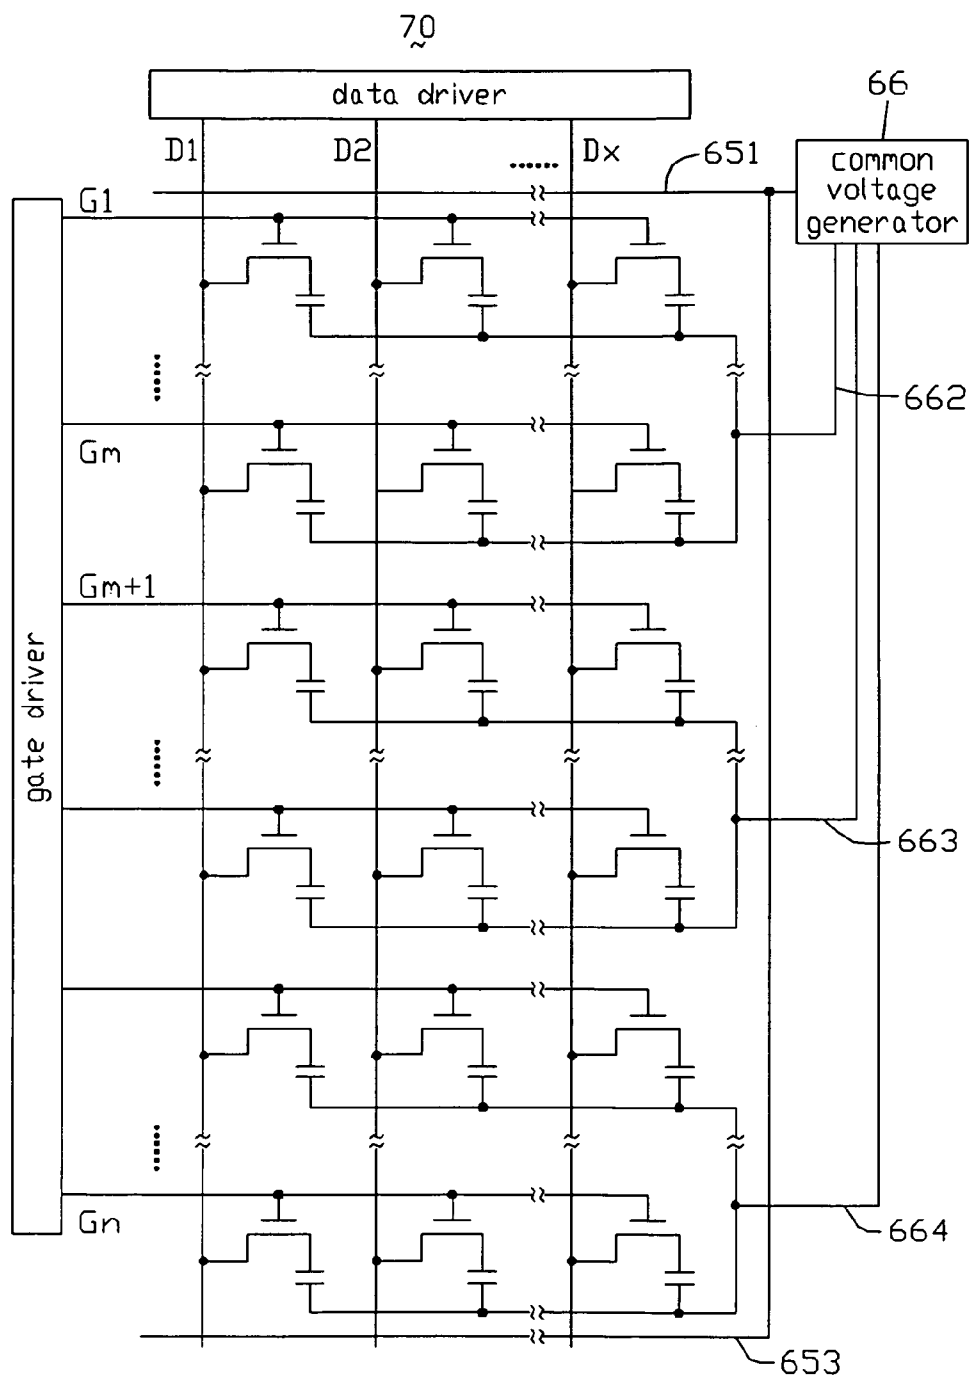 70
data driver
66
D1
D2
......
Dx
651
common
voltage
generator
G1
......
662
Gm
Gm+1
gate driver
......
663
......
Gn
664
653